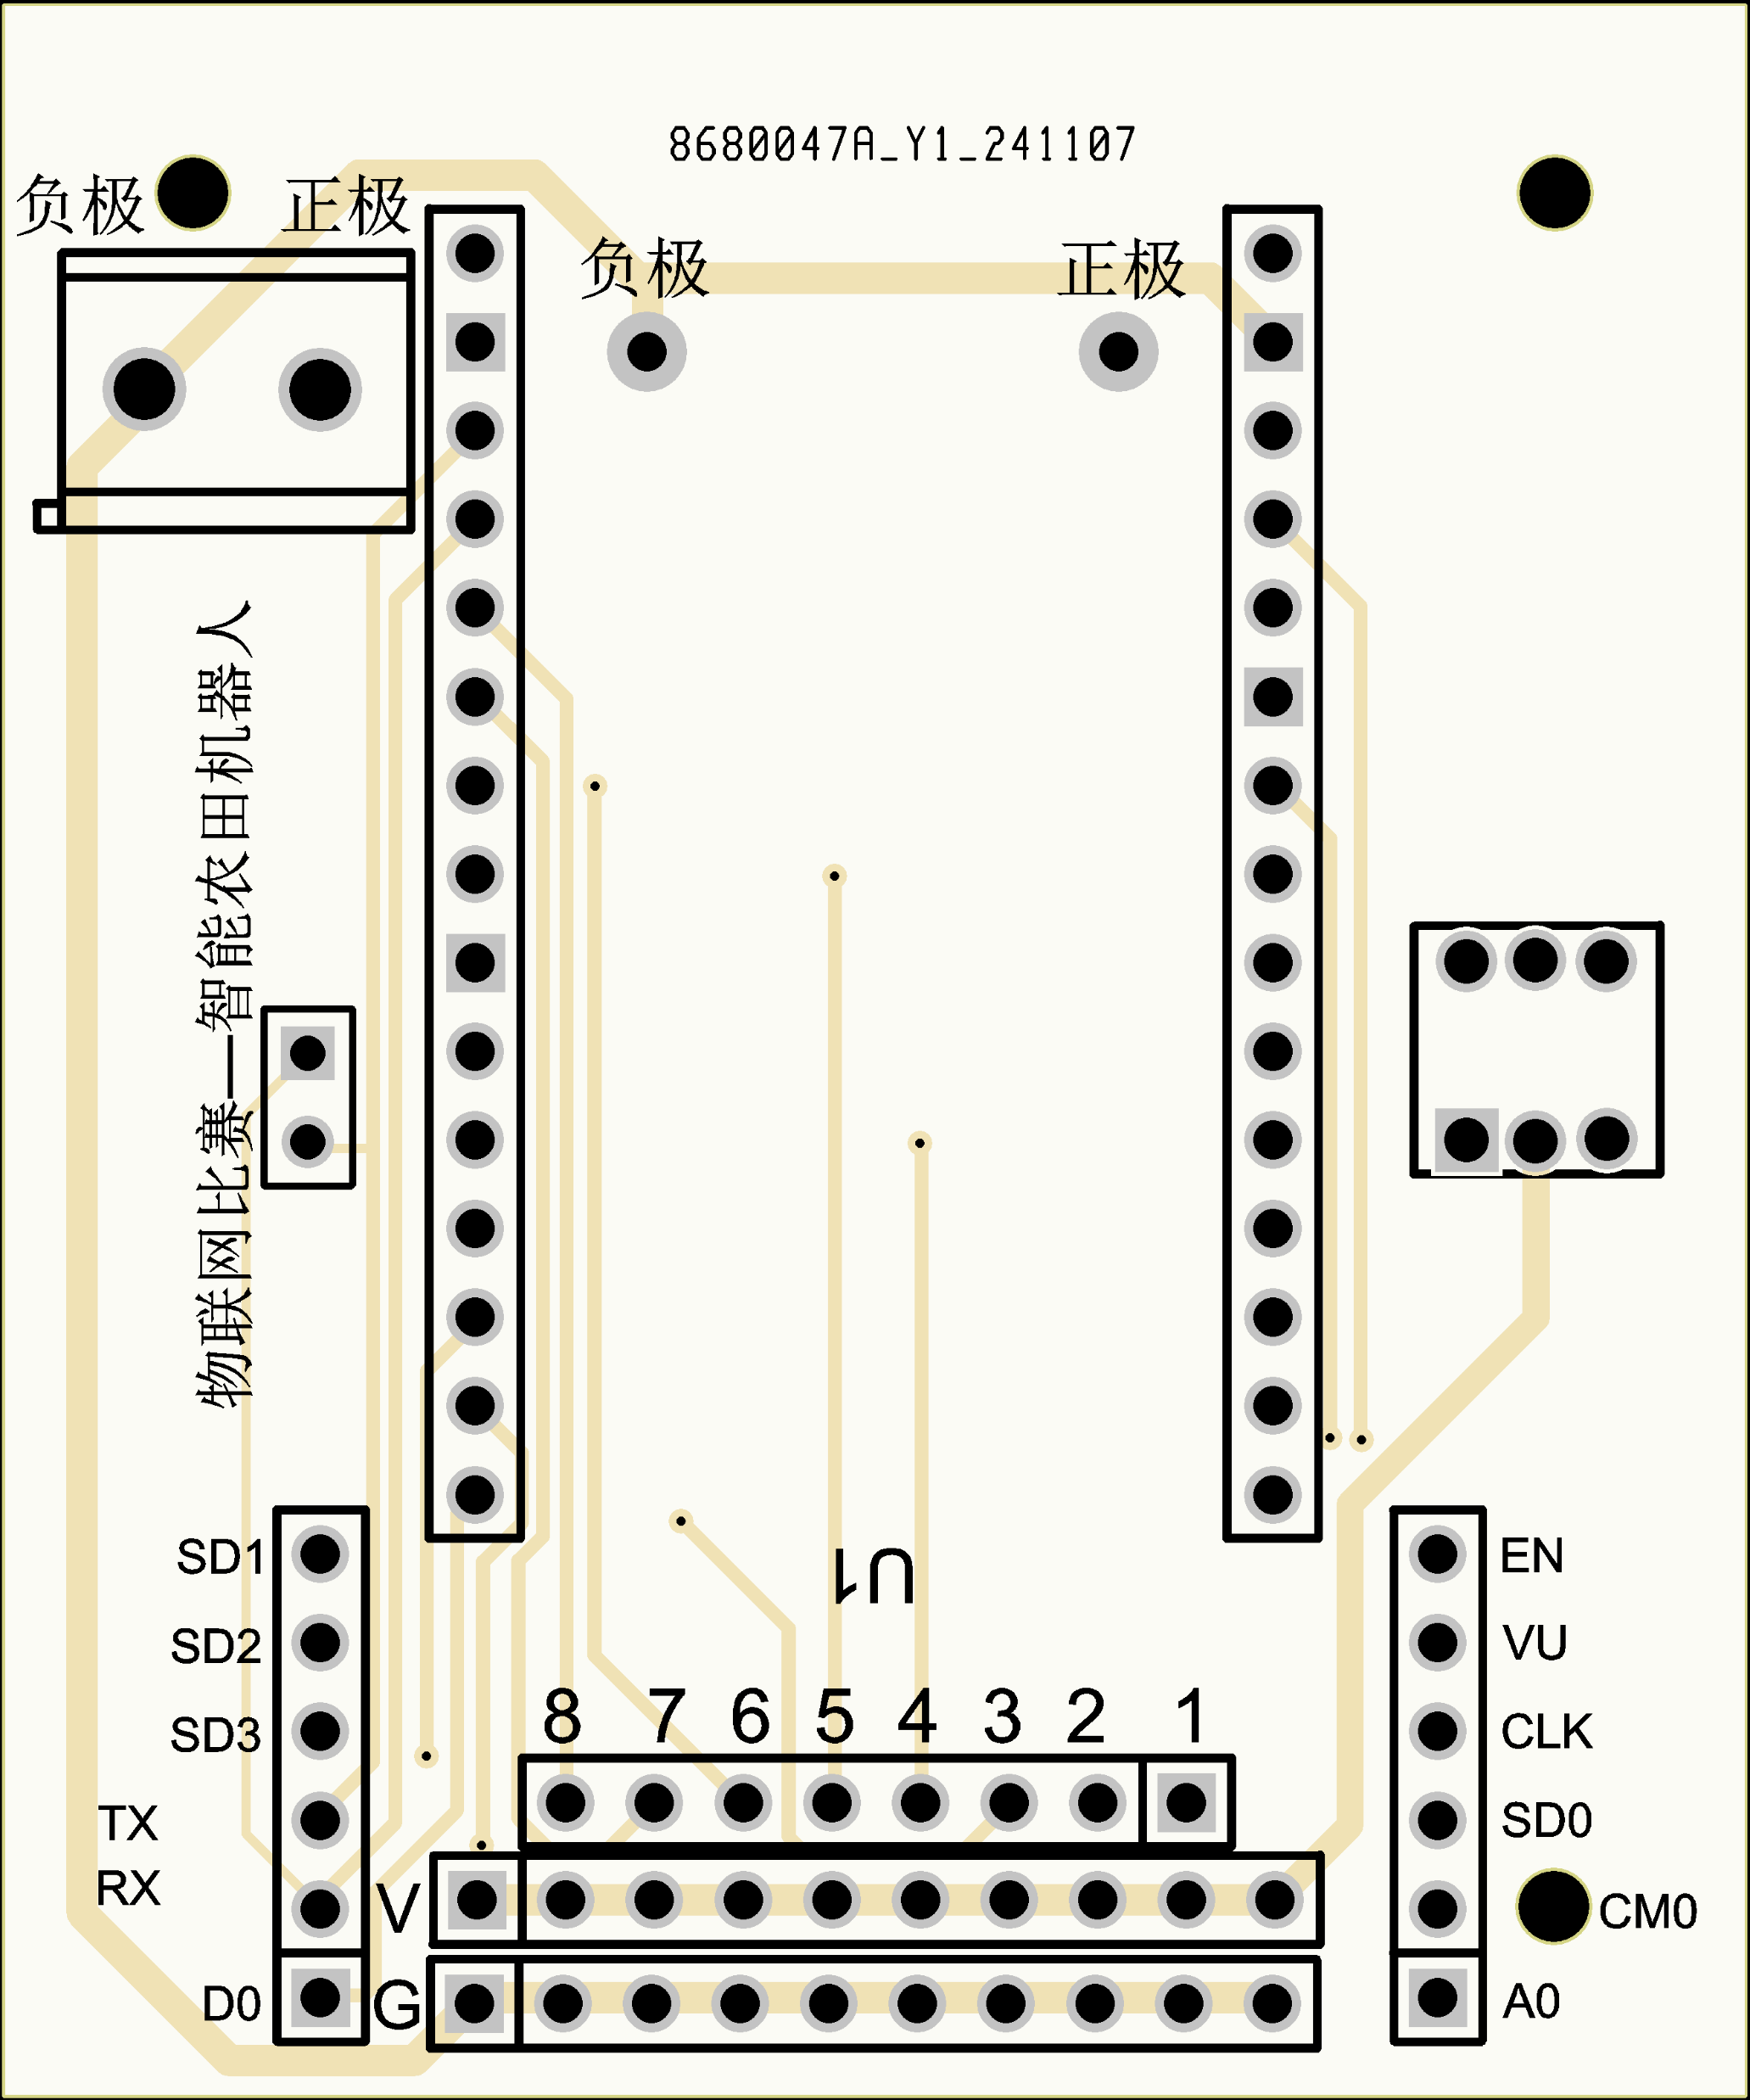 8680047A_Y1_241107
负极
正极
负极
正极
物联网比赛—智能农田机器人
U1
SD1
SD2
SD3
TX
RX
D0
8 7 6 5 4 3 2 1
V
G
EN
VU
CLK
SD0
CM0
A0